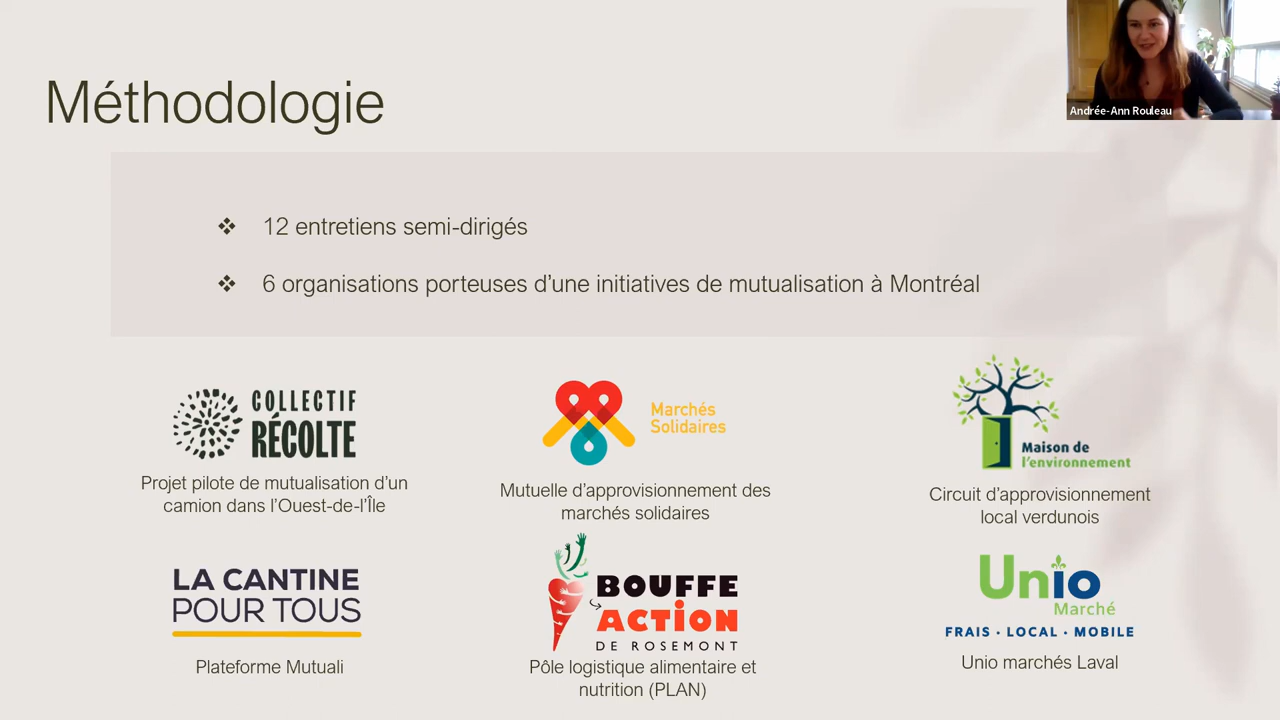 Andrée-Ann Rouleau
Méthodologie
❖ 12 entretiens semi-dirigés
❖ 6 organisations porteuses d'une initiatives de mutualisation à Montréal
COLLECTIF
RÉCOLTE
Projet pilote de mutualisation d'un
camion dans l'Ouest-de-l'Île
Marchés
Solidaires
Mutuelle d'approvisionnement des
marchés solidaires
Maison de
l'environnement
Circuit d'approvisionnement
local verdunois
LA CANTINE
POUR TOUS
Plateforme Mutuali
BOUFFE
ACTION
DE ROSEMONT
Pôle logistique alimentaire et
nutrition (PLAN)
Unio
Marché
FRAIS • LOCAL • MOBILE
Unio marchés Laval